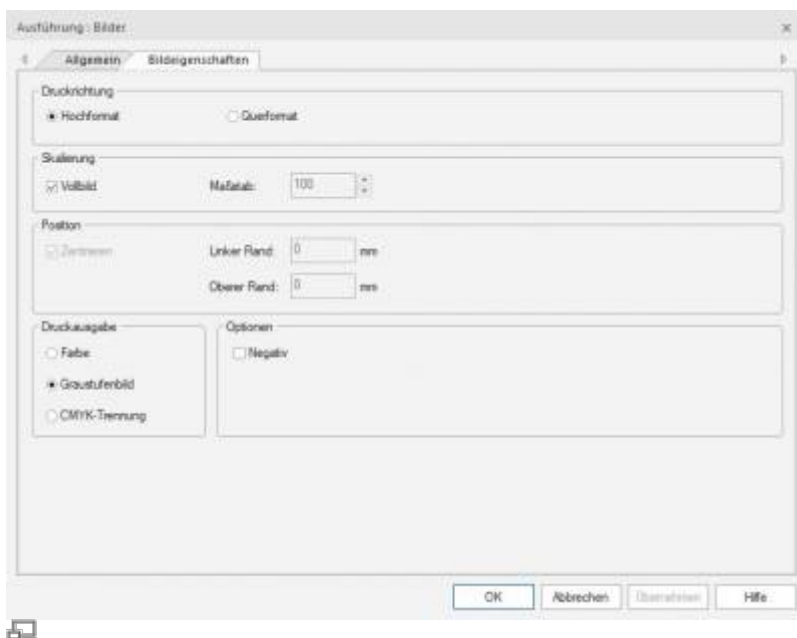 Ausführung : Bilder
Allgemein Bildeigenschaften
Druckrichtung
Hochformat Querformat
Skalierung
Vollbild Maßstab: 100
Position
Zentrieren Linker Rand: 0 mm
Oberer Rand: 0 mm
Druckausgabe Optionen
Farbe Negativ
Graustufenbild
CMYK-Trennung
OK Abbrechen Übernehmen Hilfe